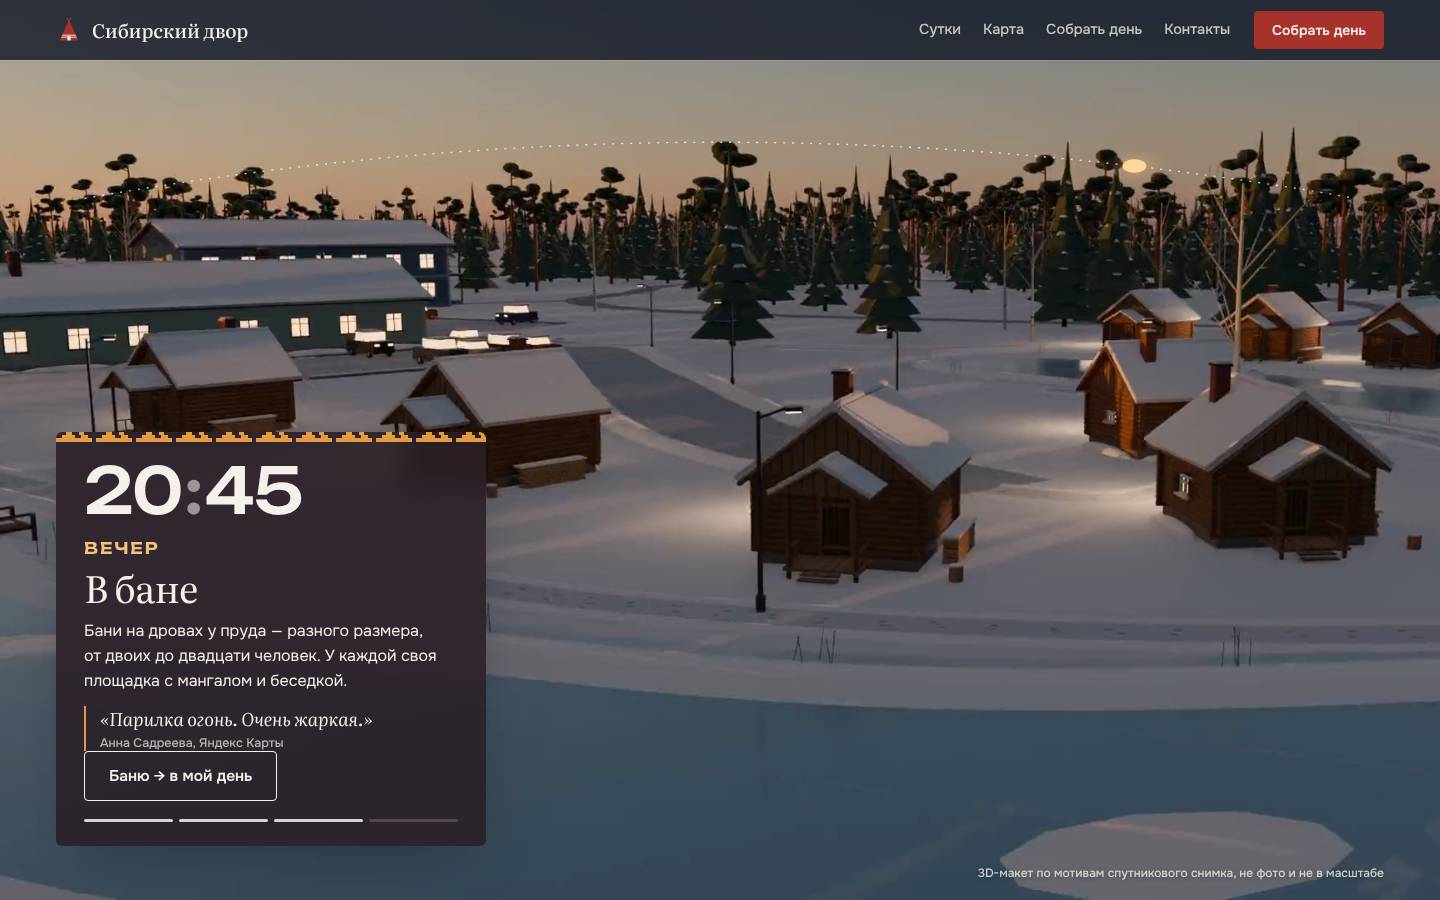 Сибирский двор
Сутки
Карта
Собрать день
Контакты
Собрать день
20:45
ВЕЧЕР
В бане
Бани на дровах у пруда — разного размера,
от двоих до двадцати человек. У каждой своя
площадка с мангалом и беседкой.
«Парилка огонь. Очень жаркая.»
Анна Садреева, Яндекс Карты
Баню → в мой день
3D-макет по мотивам спутникового снимка, не фото и не в масштабе